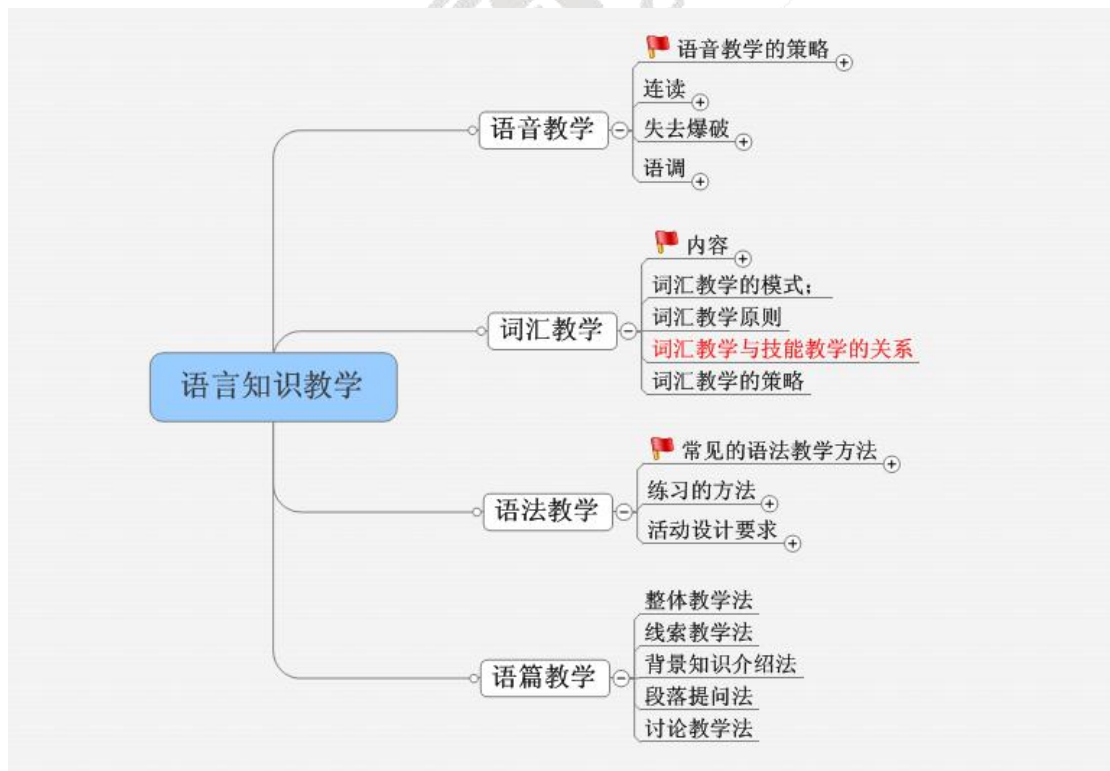 语言知识教学
语音教学
语音教学的策略
连读
失去爆破
语调
词汇教学
内容
词汇教学的模式;
词汇教学原则
词汇教学与技能教学的关系
词汇教学的策略
语法教学
常见的语法教学方法
练习的方法
活动设计要求
语篇教学
整体教学法
线索教学法
背景知识介绍法
段落提问法
讨论教学法